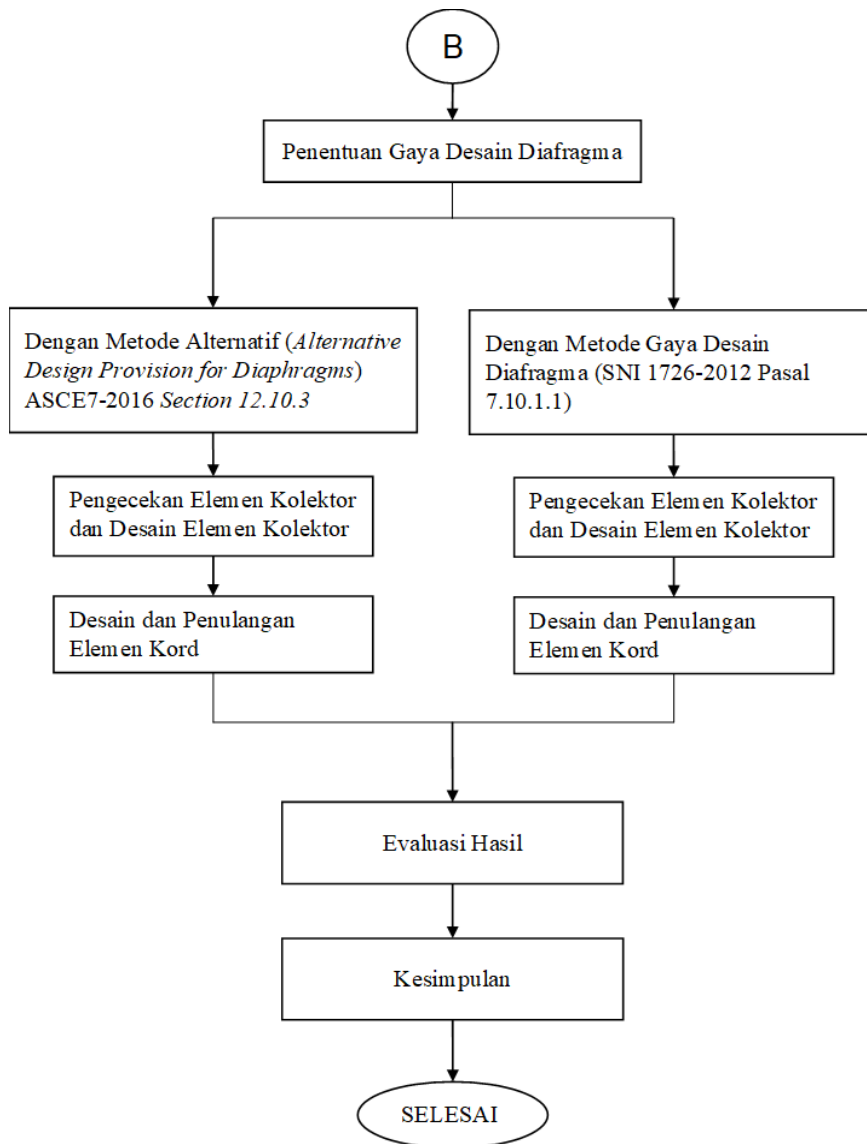 B
Penentuan Gaya Desain Diafragma
Dengan Metode Alternatif (Alternative
Design Provision for Diaphragms)
ASCE7-2016 Section 12.10.3
Dengan Metode Gaya Desain
Diafragma (SNI 1726-2012 Pasal
7.10.1.1)
Pengecekan Elemen Kolektor
dan Desain Elemen Kolektor
Pengecekan Elemen Kolektor
dan Desain Elemen Kolektor
Desain dan Penulangan
Elemen Kord
Desain dan Penulangan
Elemen Kord
Evaluasi Hasil
Kesimpulan
SELESAI